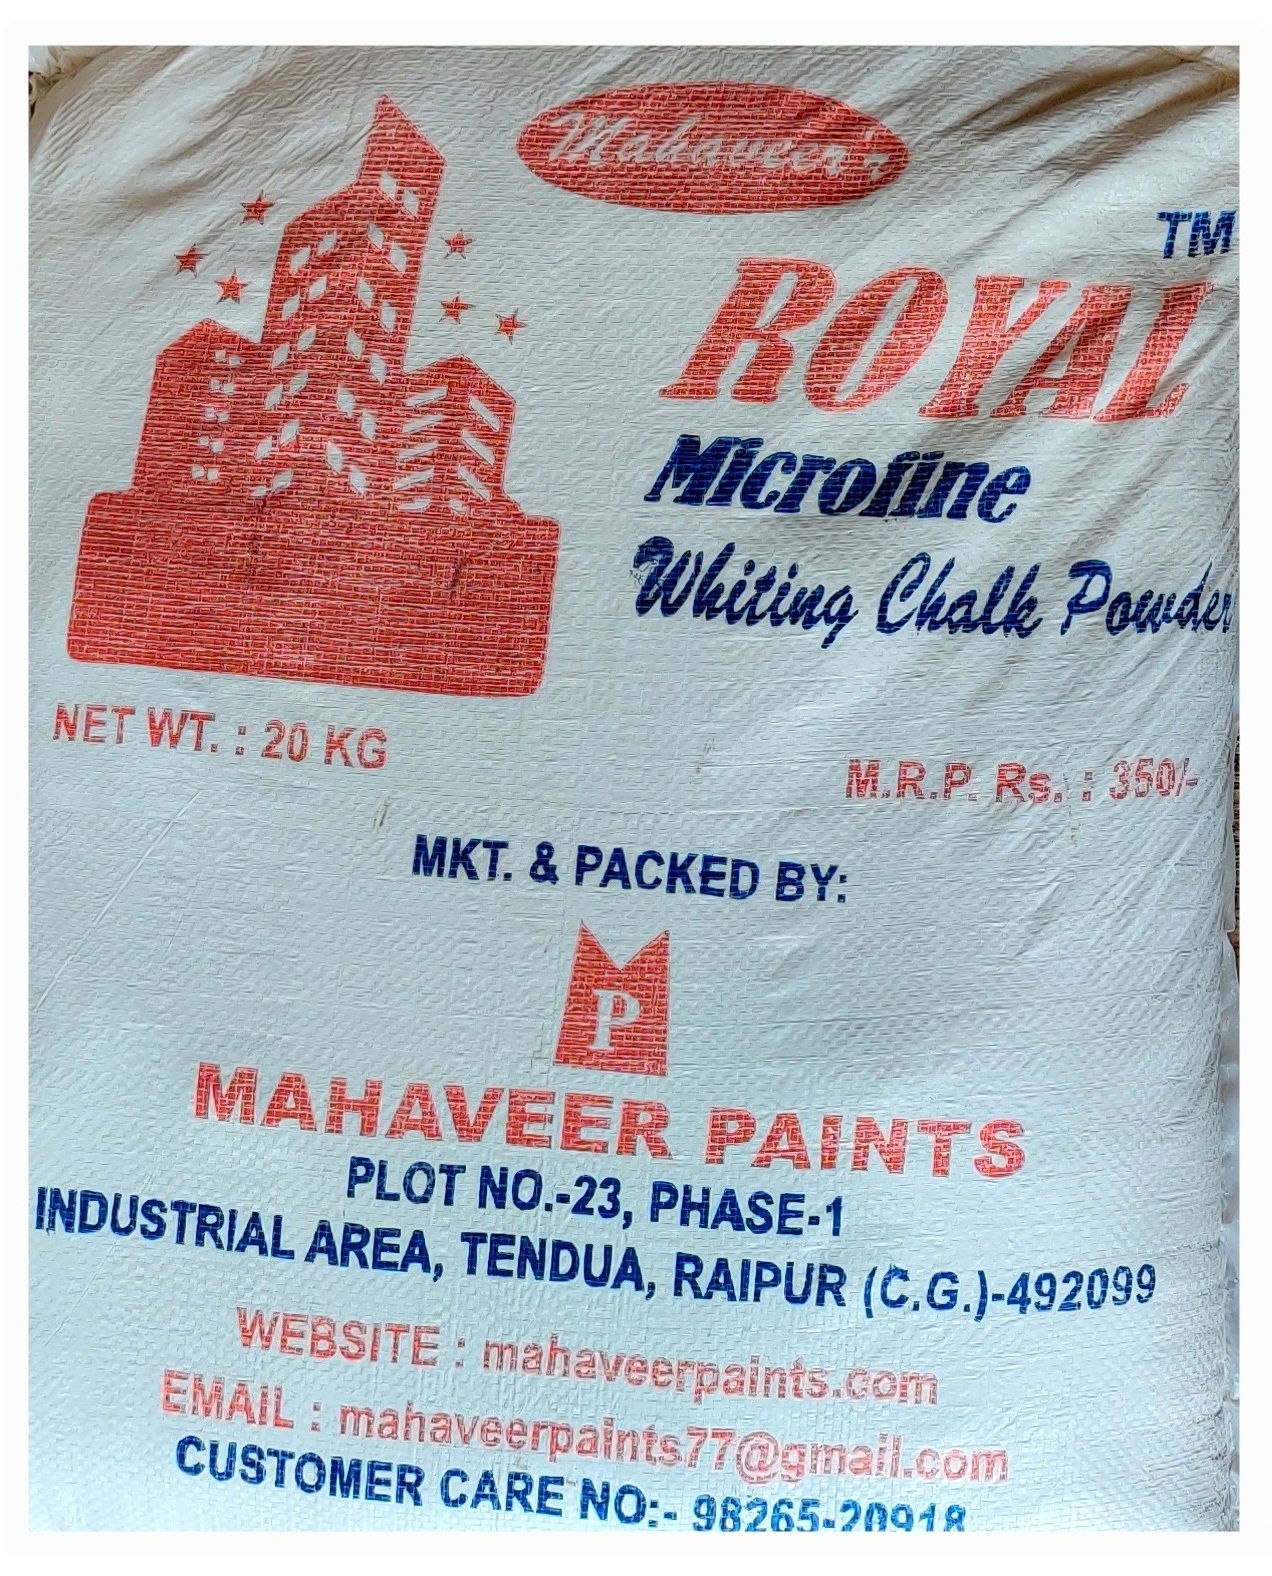 Mahaveer's
TM
ROYAL
Microfine
Whiting Chalk Powder
NET WT. : 20 KG
M.R.P. Rs. : 350/-
MKT. & PACKED BY:
P
MAHAVEER PAINTS
PLOT NO.-23, PHASE-1
INDUSTRIAL AREA, TENDUA, RAIPUR (C.G.)-492099
WEBSITE : mahaveerpaints.com
EMAIL : mahaveerpaints77@gmail.com
CUSTOMER CARE NO:- 98265-20918